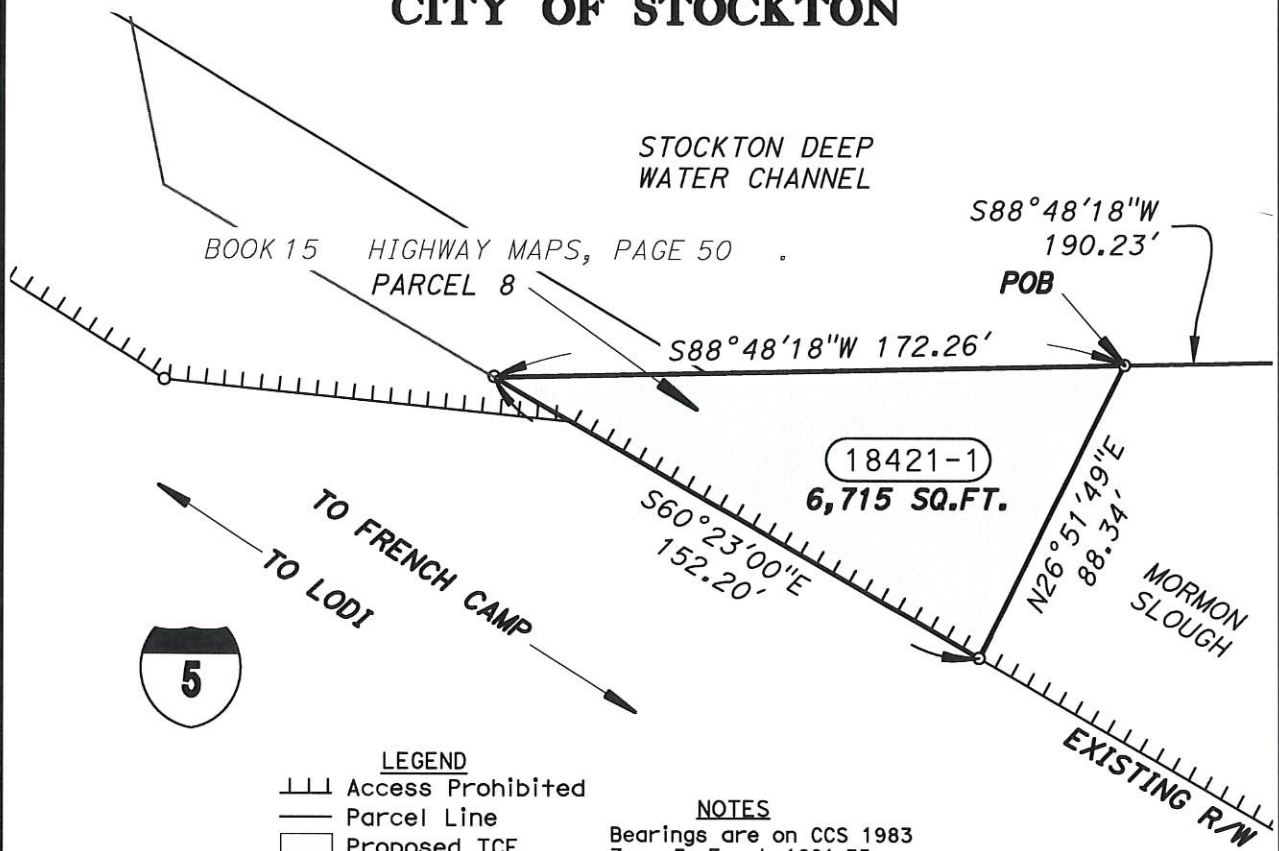 CITY OF STOCKTON
STOCKTON DEEP
WATER CHANNEL
S88°48'18"W
190.23'
BOOK 15 HIGHWAY MAPS, PAGE 50 .
PARCEL 8
POB
S88°48'18"W 172.26'
18421-1
6,715 SQ.FT.
S60°23'00"E
152.20'
N26°51'49"E
88.34'
MORMON
SLOUGH
TO FRENCH CAMP
TO LODI
5
EXISTING R/W
LEGEND
Access Prohibited
Parcel Line
Proposed TCE
NOTES
Bearings are on CCS 1983